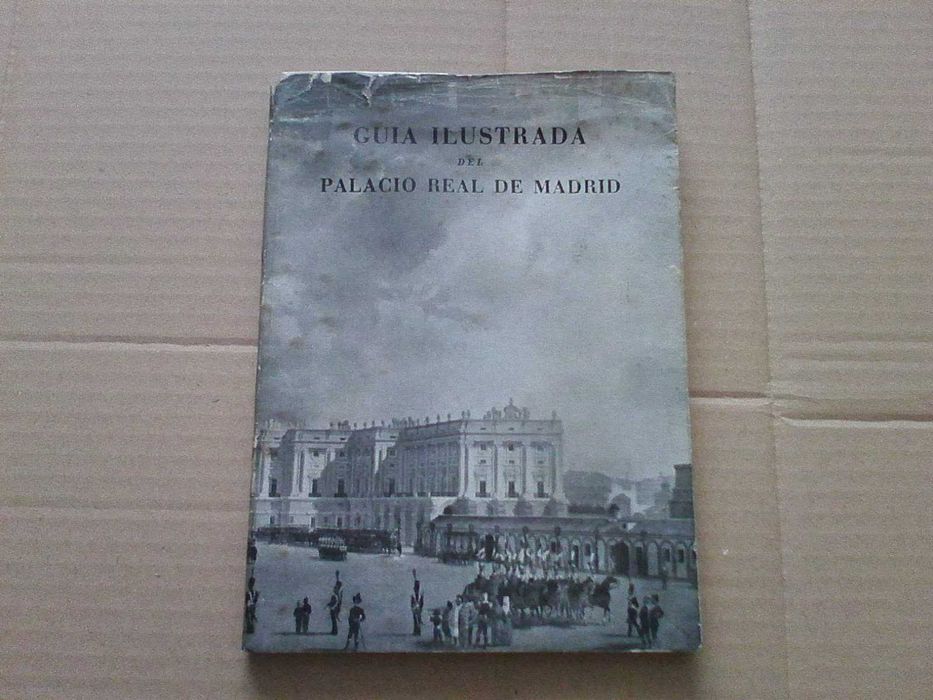 GUIA ILUSTRADA
DEL
PALACIO REAL DE MADRID